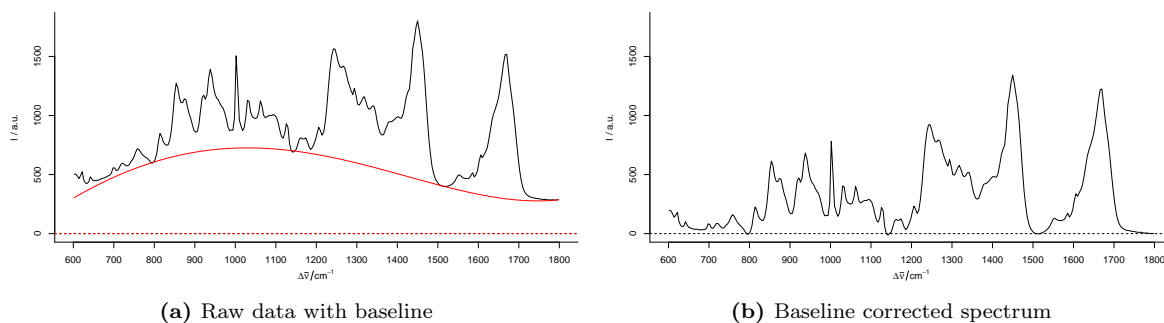 I / a.u.
0 500 1000 1500
600 700 800 900 1000 1100 1200 1300 1400 1500 1600 1700 1800
Δν̃/cm⁻¹
(a) Raw data with baseline
I / a.u.
0 500 1000 1500
600 700 800 900 1000 1100 1200 1300 1400 1500 1600 1700 1800
Δν̃/cm⁻¹
(b) Baseline corrected spectrum